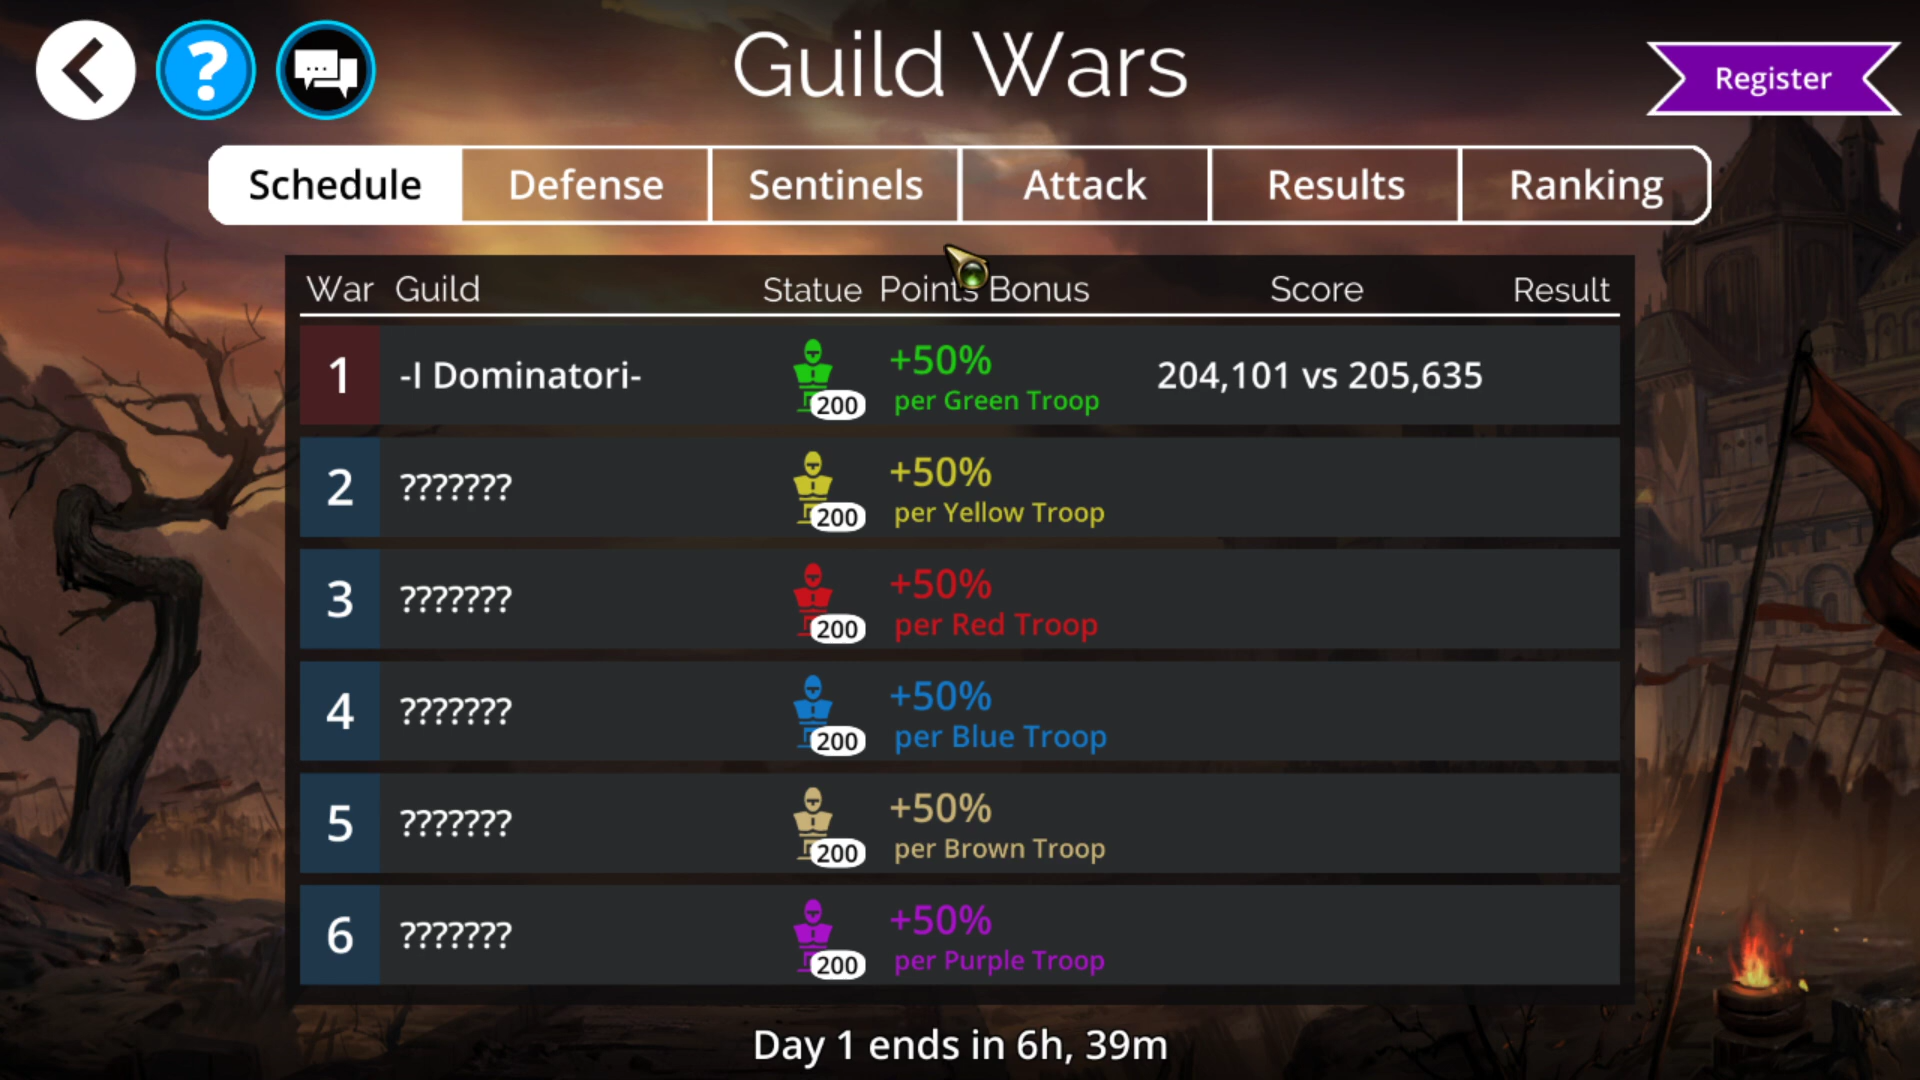 Guild Wars
Register
Schedule Defense Sentinels Attack Results Ranking
War Guild Statue Points Bonus Score Result
1 -I Dominatori- 200 +50% per Green Troop 204,101 vs 205,635
2 ??????? 200 +50% per Yellow Troop
3 ??????? 200 +50% per Red Troop
4 ??????? 200 +50% per Blue Troop
5 ??????? 200 +50% per Brown Troop
6 ??????? 200 +50% per Purple Troop
Day 1 ends in 6h, 39m